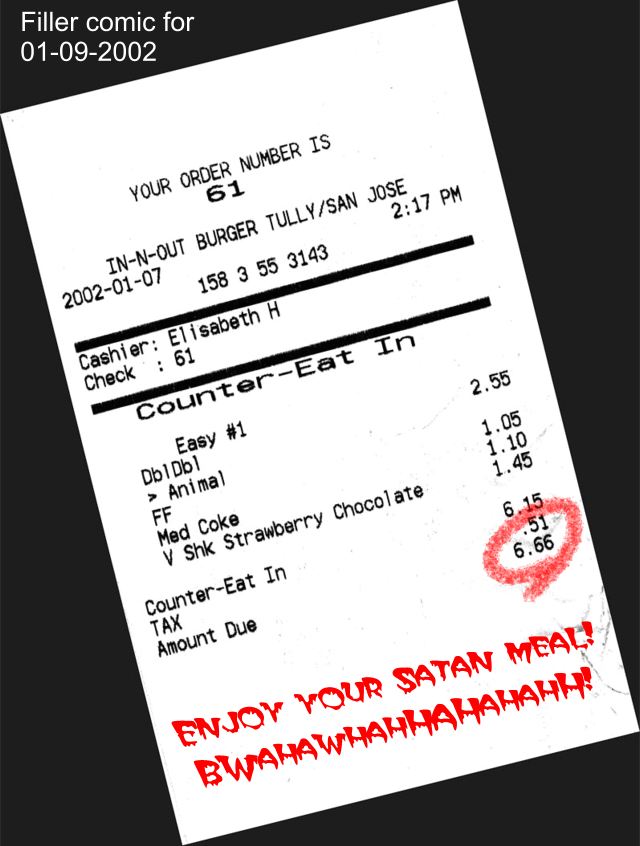 Filler comic for
01-09-2002
YOUR ORDER NUMBER IS
61
IN-N-OUT BURGER TULLY/SAN JOSE
2002-01-07 158 3 55 3143 2:17 PM
Cashier: Elisabeth H
Check : 61
Counter-Eat In
Easy #1
DblDbl 2.55
> Animal
FF 1.05
Med Coke 1.10
V Shk Strawberry Chocolate 1.45
Counter-Eat In 6.15
TAX .51
Amount Due 6.66
ENJOY YOUR SATAN MEAL!
BWAHAWHAHHAHAHAHAHH!